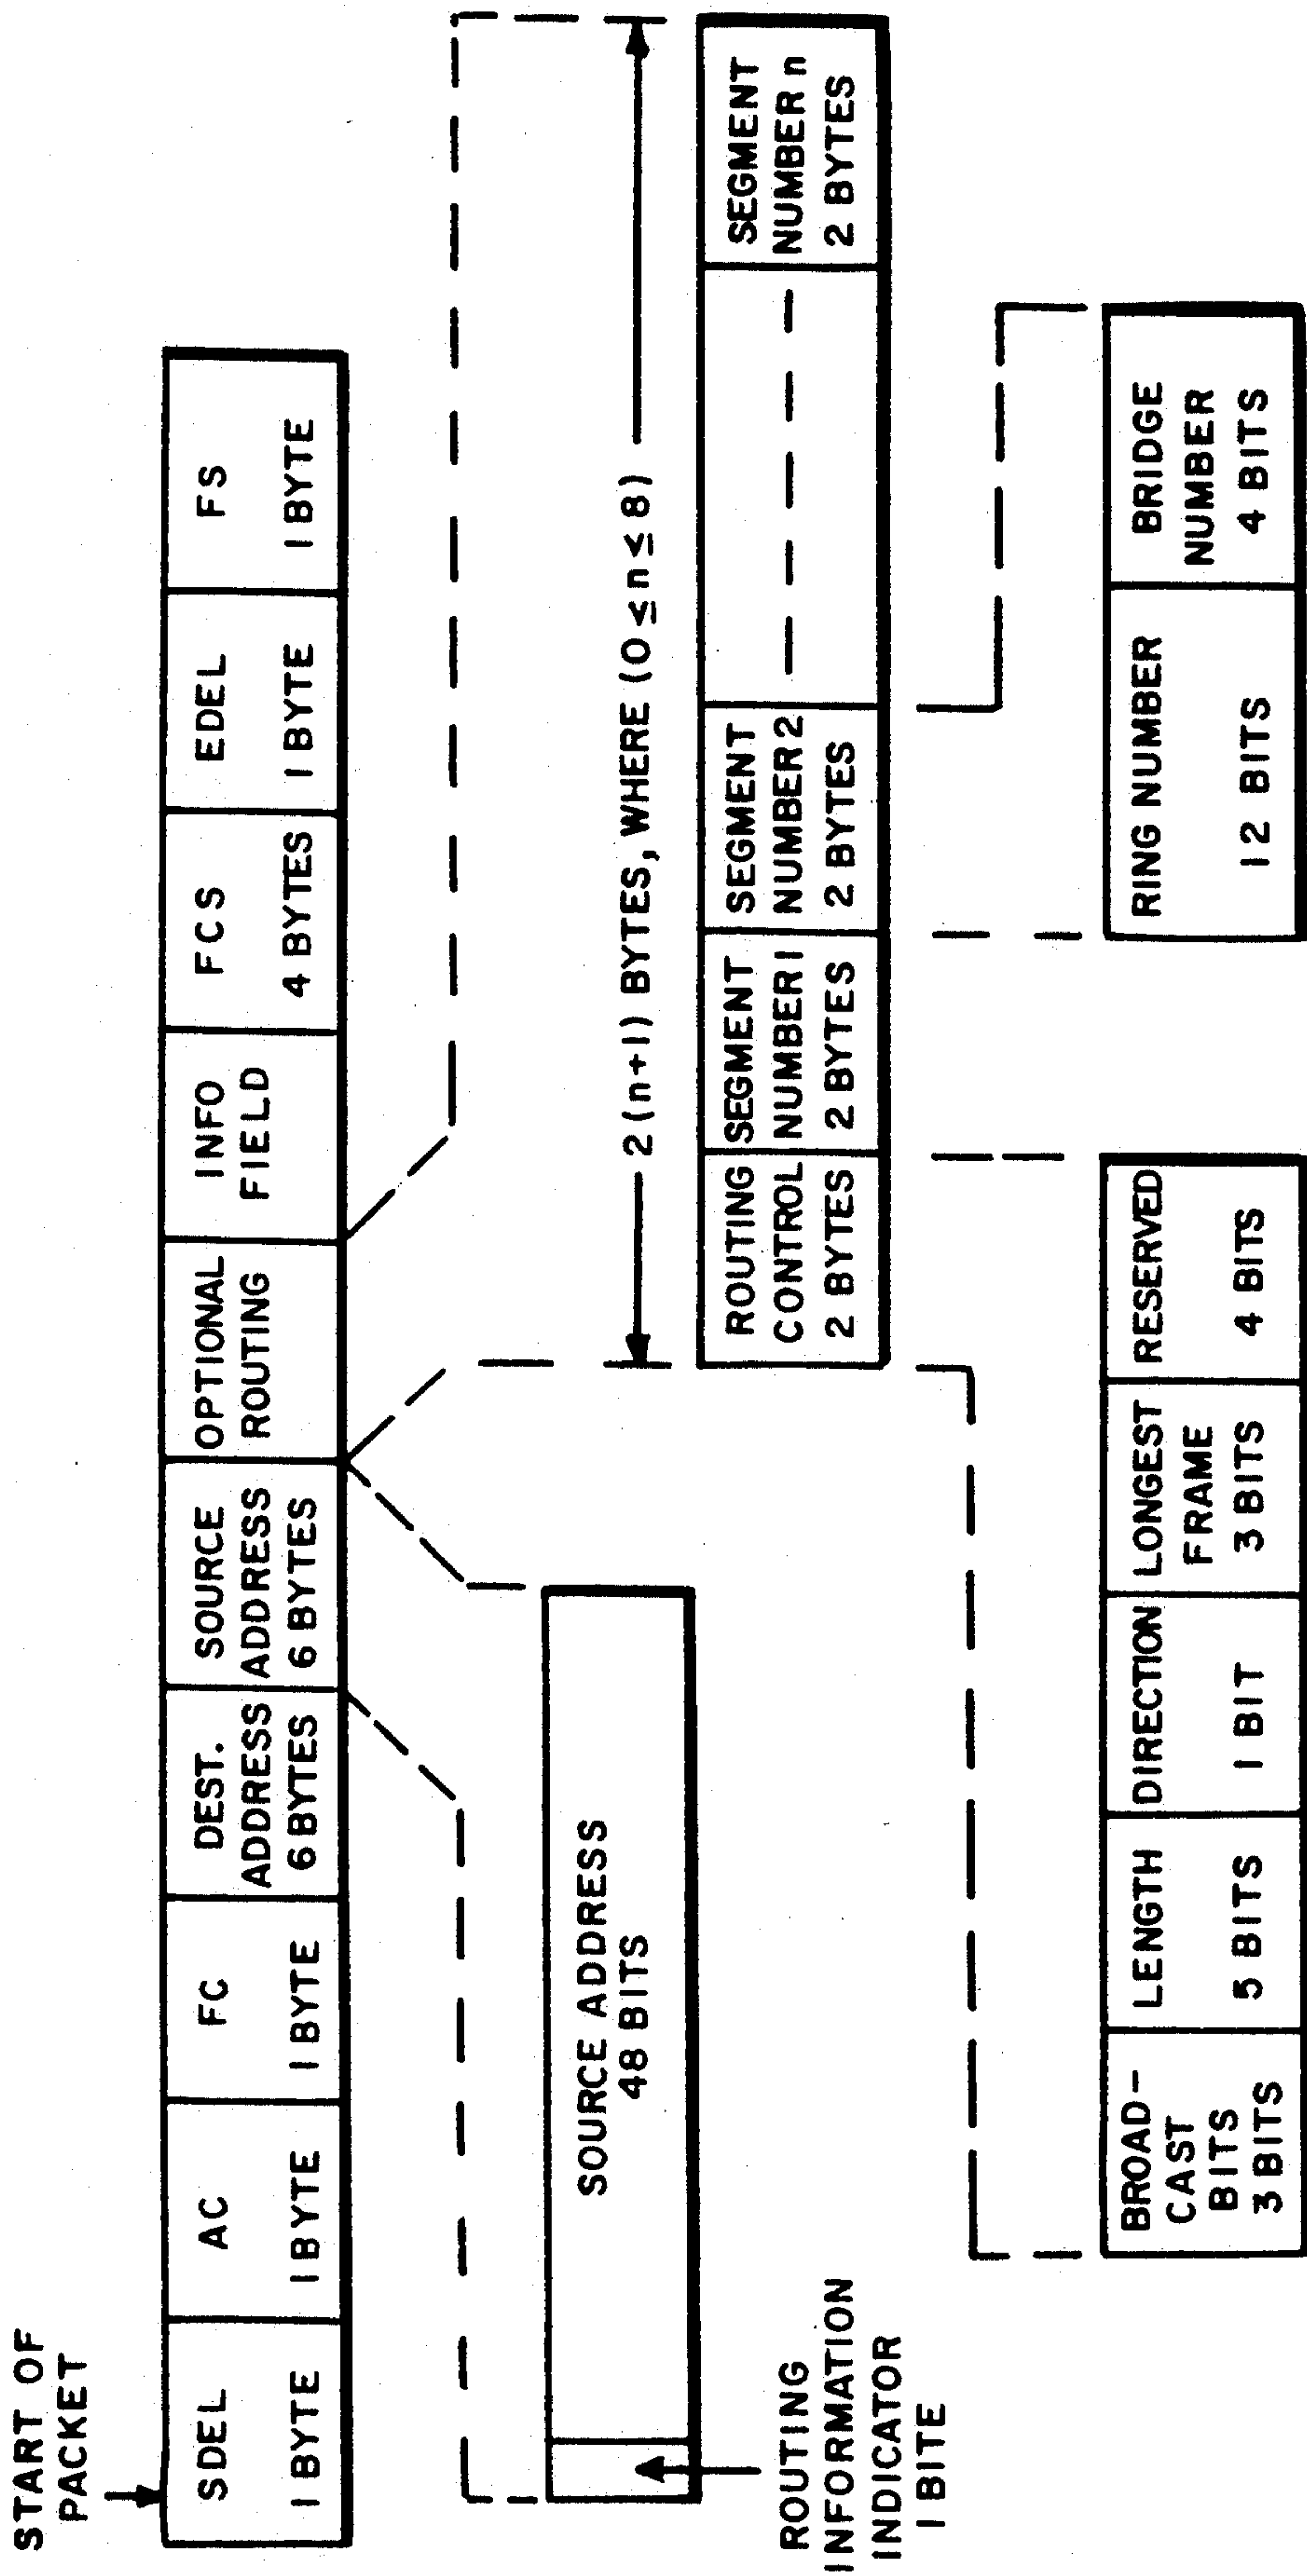 START OF
PACKET
SDEL
1 BYTE
AC
1 BYTE
FC
1 BYTE
DEST.
ADDRESS
6 BYTES
SOURCE
ADDRESS
6 BYTES
OPTIONAL
ROUTING
INFO
FIELD
FCS
4 BYTES
EDEL
1 BYTE
FS
1 BYTE
SOURCE ADDRESS
48 BITS
ROUTING
INFORMATION
INDICATOR
1 BITE
2 (n+1) BYTES, WHERE (0≤n≤8)
ROUTING
CONTROL
2 BYTES
SEGMENT
NUMBER 1
2 BYTES
SEGMENT
NUMBER 2
2 BYTES
SEGMENT
NUMBER n
2 BYTES
BROAD-
CAST
BITS
3 BITS
LENGTH
5 BITS
DIRECTION
1 BIT
LONGEST
FRAME
3 BITS
RESERVED
4 BITS
RING NUMBER
12 BITS
BRIDGE
NUMBER
4 BITS